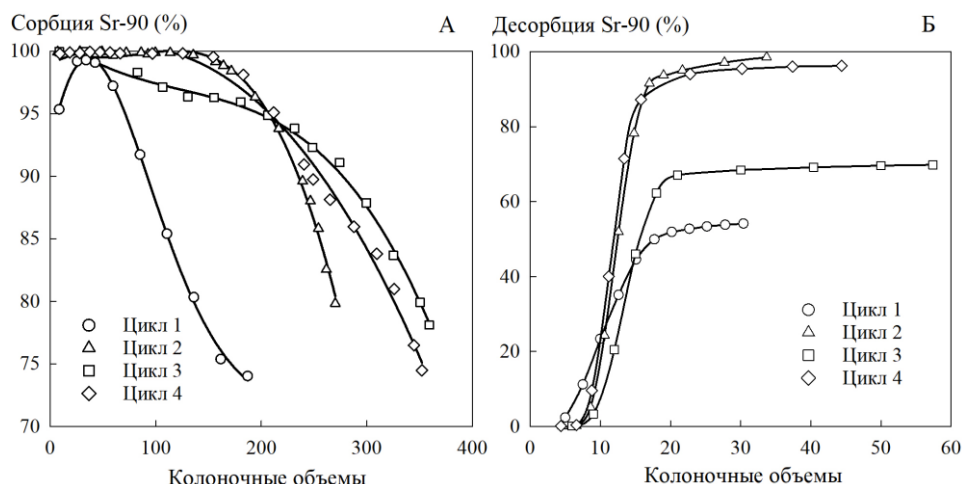 Сорбция Sr-90 (%)
А
100
95
90
85
80
75
70
0
100
200
300
400
Колоночные объемы
Цикл 1
Цикл 2
Цикл 3
Цикл 4
Десорбция Sr-90 (%)
Б
100
80
60
40
20
0
0
10
20
30
40
50
60
Колоночные объемы
Цикл 1
Цикл 2
Цикл 3
Цикл 4